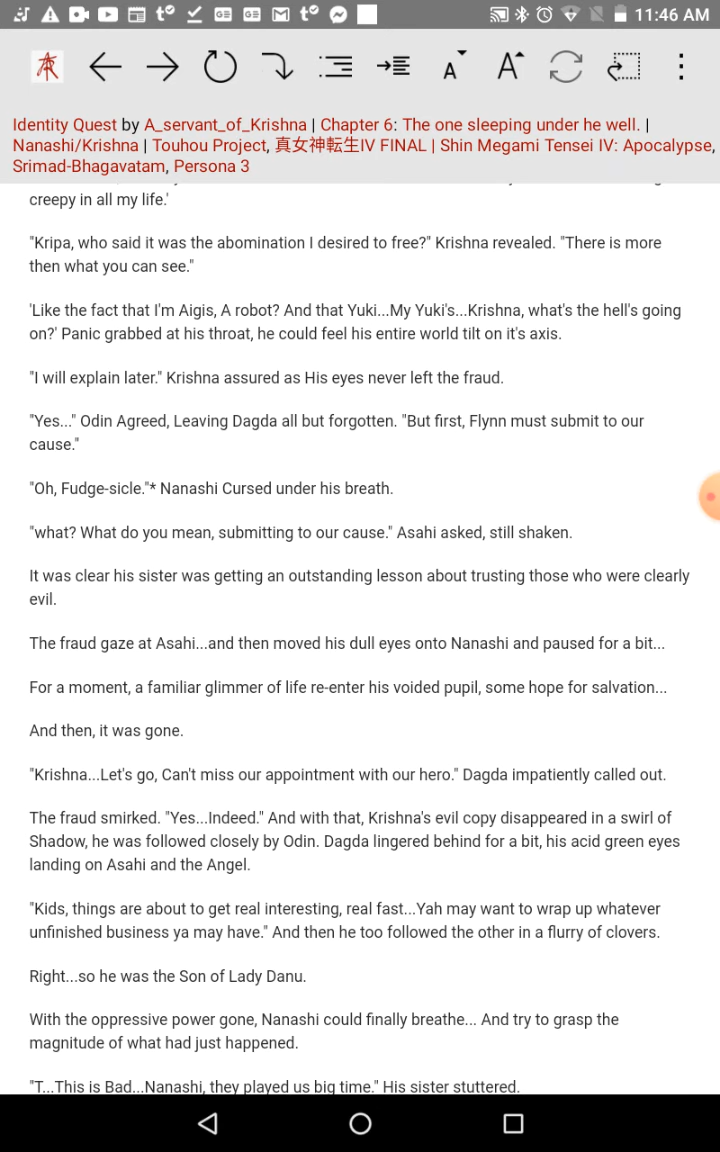 11:46 AM
Identity Quest by A_servant_of_Krishna | Chapter 6: The one sleeping under he well. |
Nanashi/Krishna | Touhou Project, 真女神転生IV FINAL | Shin Megami Tensei IV: Apocalypse,
Srimad-Bhagavatam, Persona 3
creepy in all my life.'
"Kripa, who said it was the abomination I desired to free?" Krishna revealed. "There is more
then what you can see."
'Like the fact that I'm Aigis, A robot? And that Yuki...My Yuki's...Krishna, what's the hell's going
on?' Panic grabbed at his throat, he could feel his entire world tilt on it's axis.
"I will explain later." Krishna assured as His eyes never left the fraud.
"Yes..." Odin Agreed, Leaving Dagda all but forgotten. "But first, Flynn must submit to our
cause."
"Oh, Fudge-sicle."* Nanashi Cursed under his breath.
"what? What do you mean, submitting to our cause." Asahi asked, still shaken.
It was clear his sister was getting an outstanding lesson about trusting those who were clearly
evil.
The fraud gaze at Asahi...and then moved his dull eyes onto Nanashi and paused for a bit...
For a moment, a familiar glimmer of life re-enter his voided pupil, some hope for salvation...
And then, it was gone.
"Krishna...Let's go, Can't miss our appointment with our hero." Dagda impatiently called out.
The fraud smirked. "Yes...Indeed." And with that, Krishna's evil copy disappeared in a swirl of
Shadow, he was followed closely by Odin. Dagda lingered behind for a bit, his acid green eyes
landing on Asahi and the Angel.
"Kids, things are about to get real interesting, real fast...Yah may want to wrap up whatever
unfinished business ya may have." And then he too followed the other in a flurry of clovers.
Right...so he was the Son of Lady Danu.
With the oppressive power gone, Nanashi could finally breathe... And try to grasp the
magnitude of what had just happened.
"T...This is Bad...Nanashi, they played us big time." His sister stuttered.